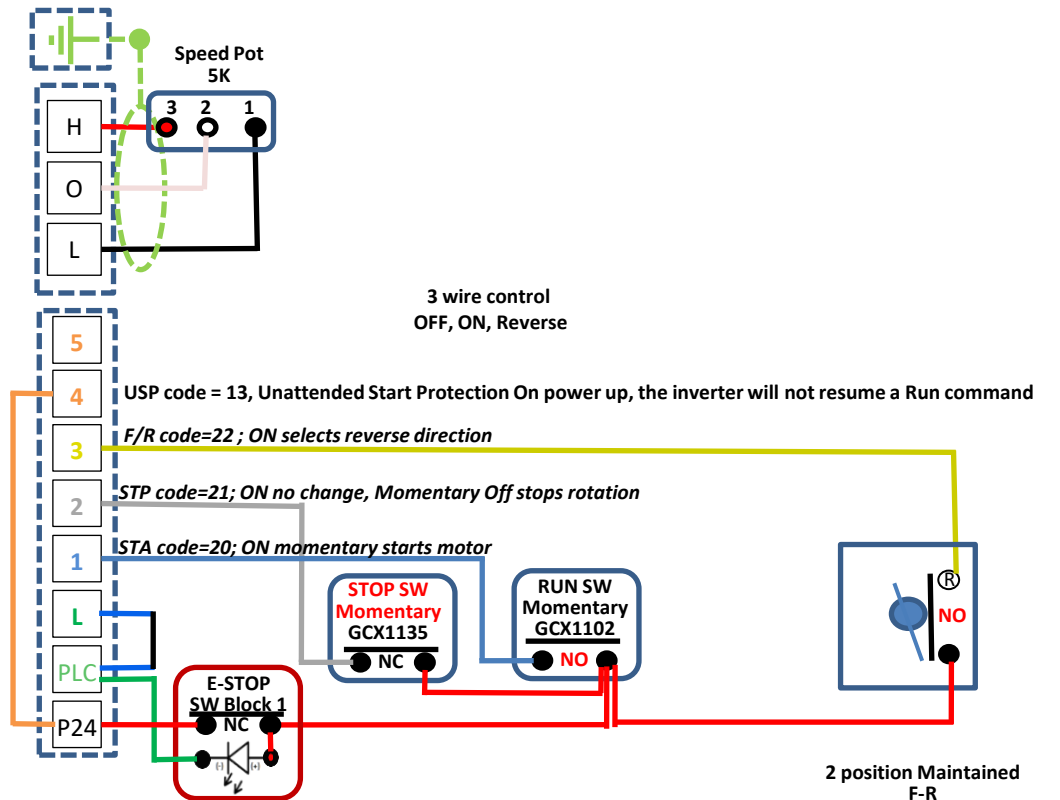 Speed Pot
5K
3 2 1
H
O
L
3 wire control
OFF, ON, Reverse
5
4 USP code = 13, Unattended Start Protection On power up, the inverter will not resume a Run command
3 F/R code=22 ; ON selects reverse direction
2 STP code=21; ON no change, Momentary Off stops rotation
1 STA code=20; ON momentary starts motor
L
PLC
P24
STOP SW
Momentary
GCX1135
NC
RUN SW
Momentary
GCX1102
NO
R
NO
E-STOP
SW Block 1
NC
(-) (+)
2 position Maintained
F-R